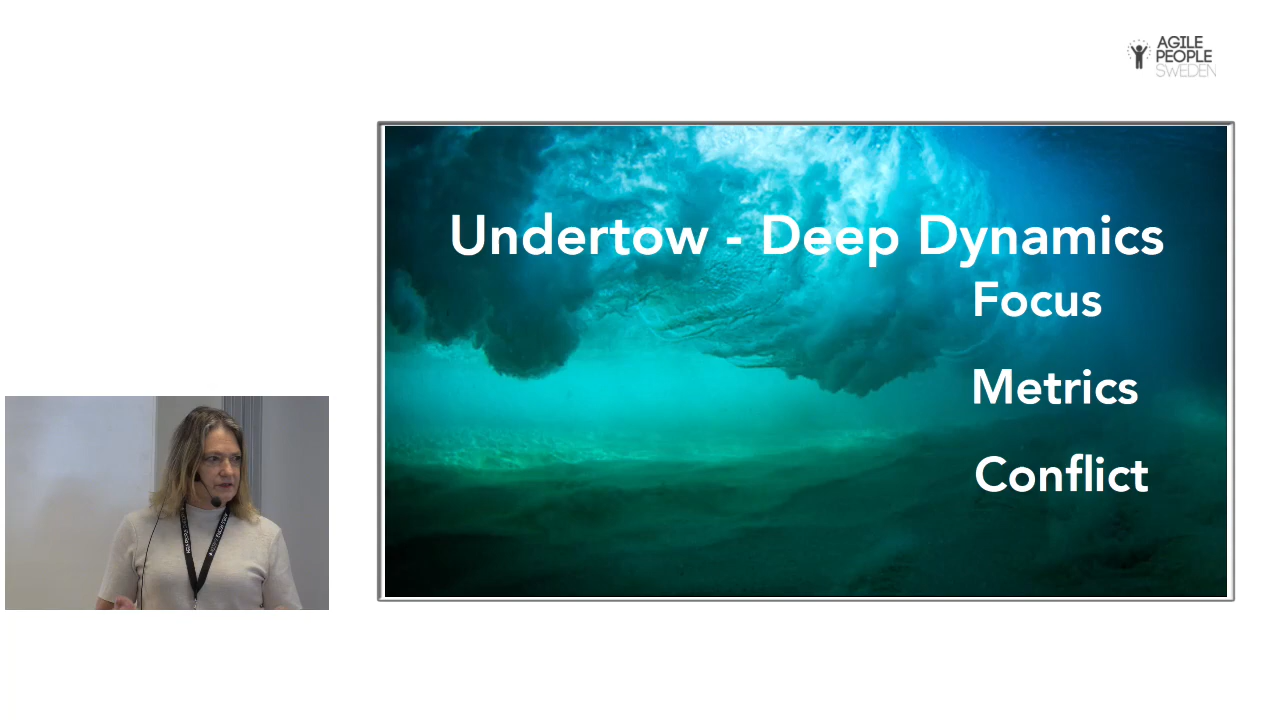 AGILE
PEOPLE
SWEDEN
Undertow - Deep Dynamics
Focus
Metrics
Conflict